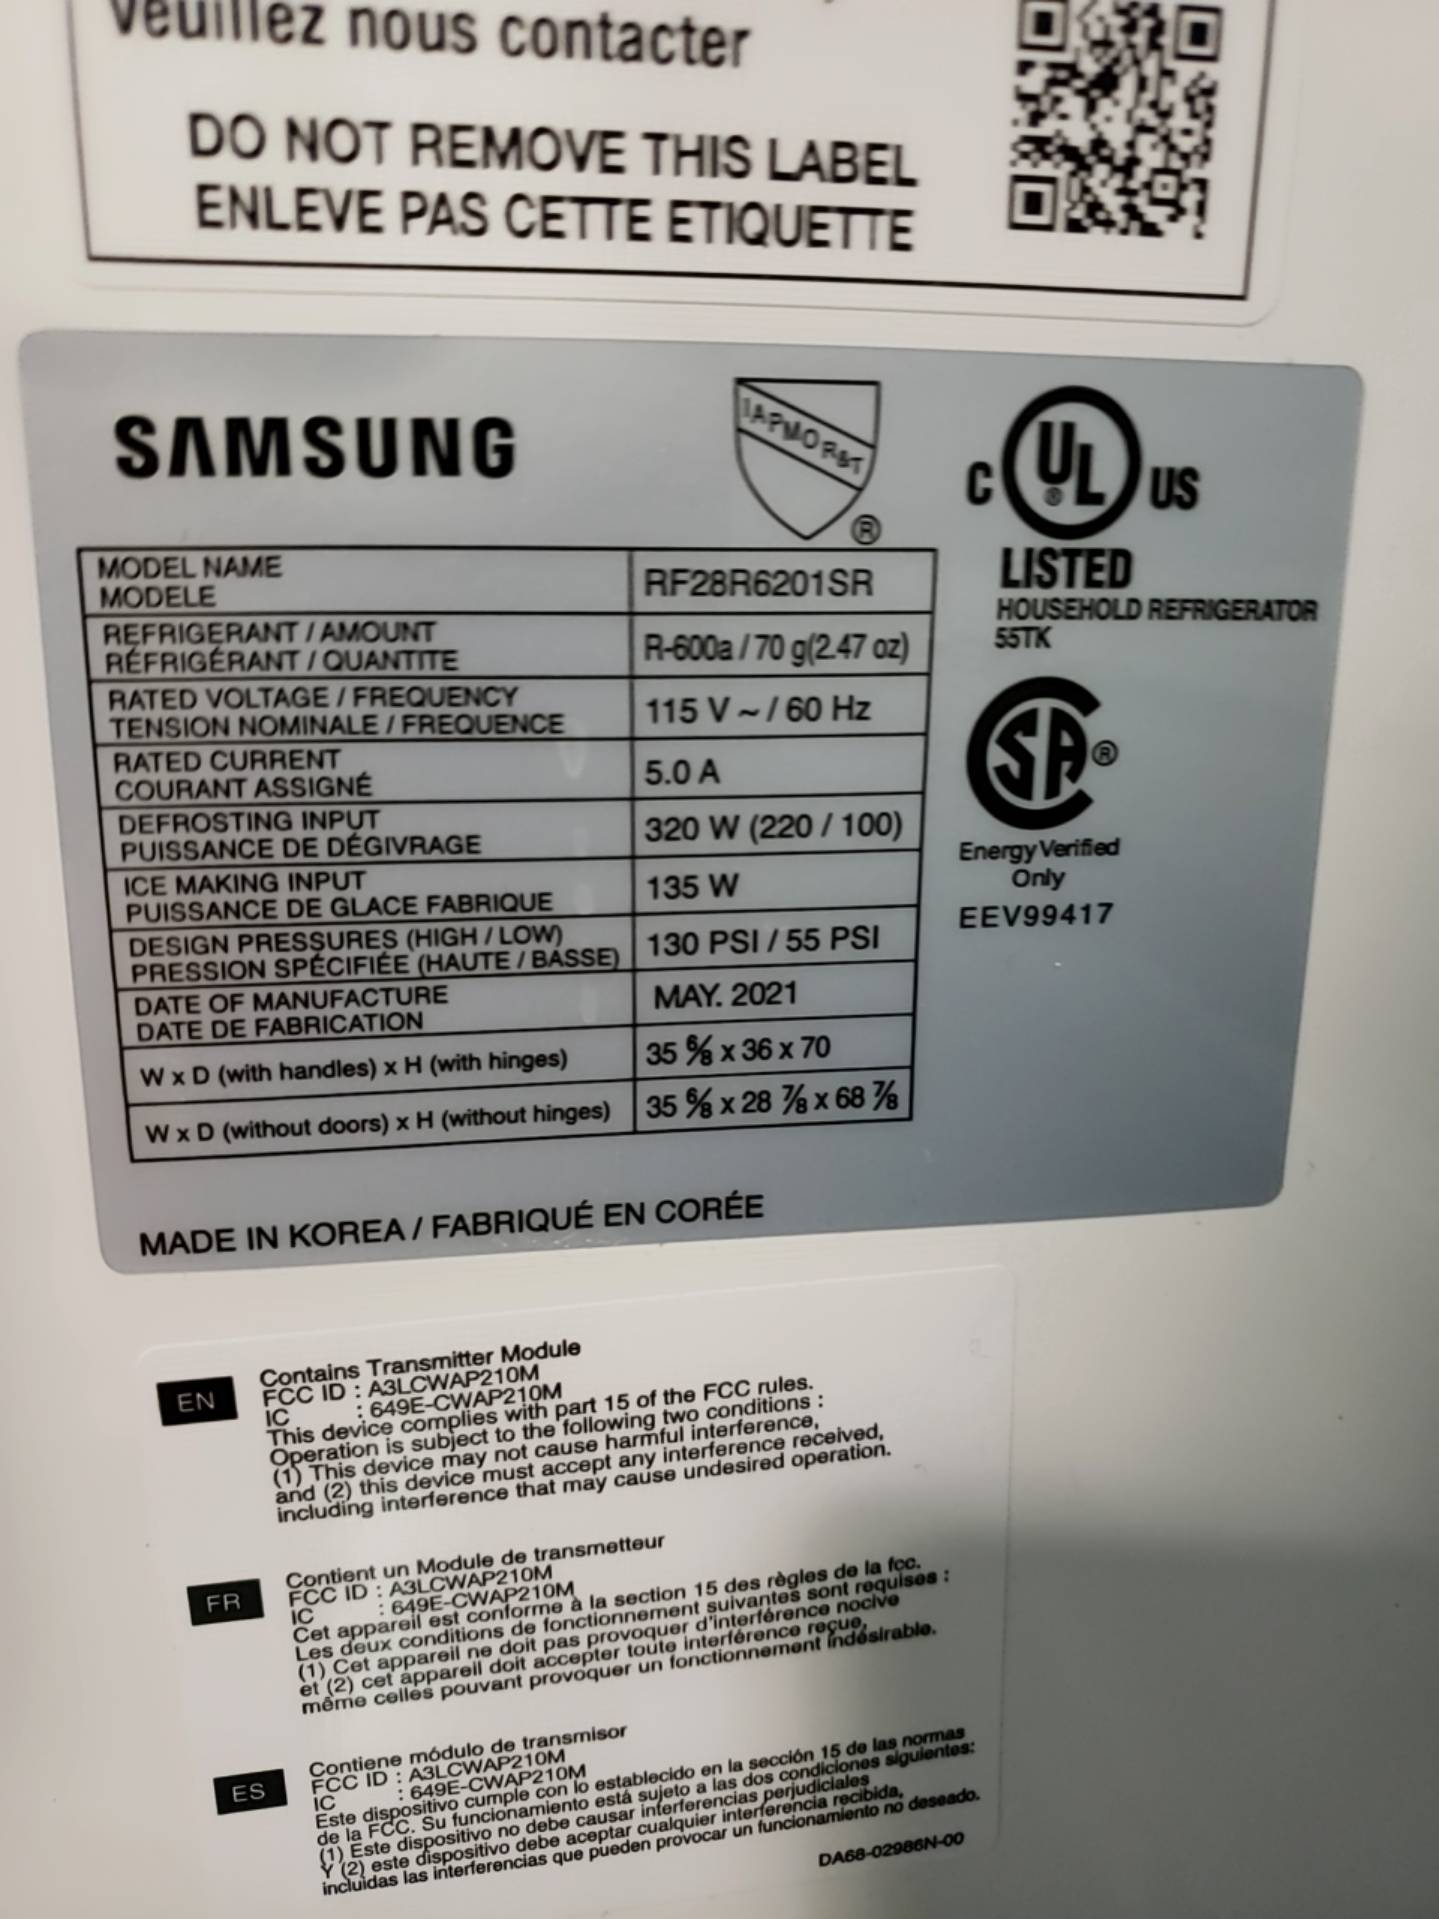 Veuillez nous contacter
DO NOT REMOVE THIS LABEL
ENLEVE PAS CETTE ETIQUETTE
SAMSUNG
IAPMO R&T
®
C UL ® US
LISTED
HOUSEHOLD REFRIGERATOR
55TK
SA ®
Energy Verified
Only
EEV99417
MODEL NAME
MODELE
RF28R6201SR
REFRIGERANT / AMOUNT
RÉFRIGÉRANT / QUANTITE
R-600a / 70 g(2.47 oz)
RATED VOLTAGE / FREQUENCY
TENSION NOMINALE / FREQUENCE
115 V ~ / 60 Hz
RATED CURRENT
COURANT ASSIGNÉ
5.0 A
DEFROSTING INPUT
PUISSANCE DE DÉGIVRAGE
320 W (220 / 100)
ICE MAKING INPUT
PUISSANCE DE GLACE FABRIQUE
135 W
DESIGN PRESSURES (HIGH / LOW)
PRESSION SPÉCIFIÉE (HAUTE / BASSE)
130 PSI / 55 PSI
DATE OF MANUFACTURE
DATE DE FABRICATION
MAY. 2021
W x D (with handles) x H (with hinges)
35 6/8 x 36 x 70
W x D (without doors) x H (without hinges)
35 6/8 x 28 7/8 x 68 7/8
MADE IN KOREA / FABRIQUÉ EN CORÉE
EN
Contains Transmitter Module
FCC ID : A3LCWAP210M
IC : 649E-CWAP210M
This device complies with part 15 of the FCC rules.
Operation is subject to the following two conditions :
(1) This device may not cause harmful interference,
and (2) this device must accept any interference received,
including interference that may cause undesired operation.
FR
Contient un Module de transmetteur
FCC ID : A3LCWAP210M
IC : 649E-CWAP210M
Cet appareil est conforme à la section 15 des règles de la fcc.
Les deux conditions de fonctionnement suivantes sont requises :
(1) Cet appareil ne doit pas provoquer d'interférence nocive
et (2) cet appareil doit accepter toute interférence reçue,
même celles pouvant provoquer un fonctionnement indésirable.
ES
Contiene módulo de transmisor
FCC ID : A3LCWAP210M
IC : 649E-CWAP210M
Este dispositivo cumple con lo establecido en la sección 15 de las normas
de la FCC. Su funcionamiento está sujeto a las dos condiciones siguientes:
(1) Este dispositivo no debe causar interferencias perjudiciales
Y (2) este dispositivo debe aceptar cualquier interferencia recibida,
incluidas las interferencias que pueden provocar un funcionamiento no deseado.
DA68-02986N-00